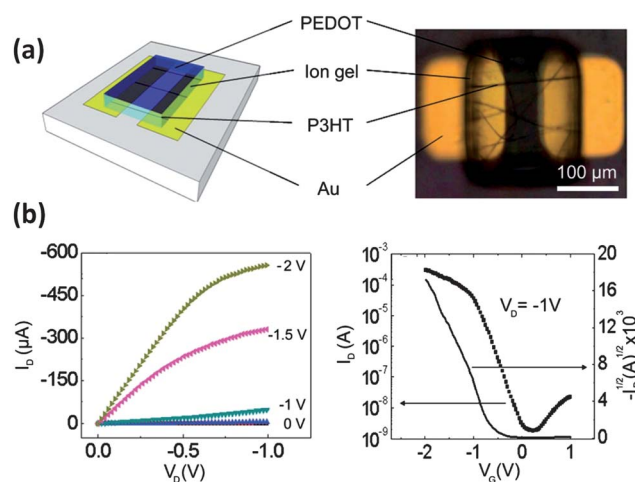 (a)
PEDOT
Ion gel
P3HT
Au
100 µm
(b)
-600
-450
-300
-150
0
I_D (µA)
-2 V
-1.5 V
-1 V
0 V
0.0
-0.5
-1.0
V_D(V)
10^-3
10^-4
10^-5
10^-6
10^-7
10^-8
10^-9
I_D (A)
V_D= -1V
20
16
12
8
4
0
-I_D^1/2(A)^1/2 x10^3
-2
-1
0
1
V_G(V)